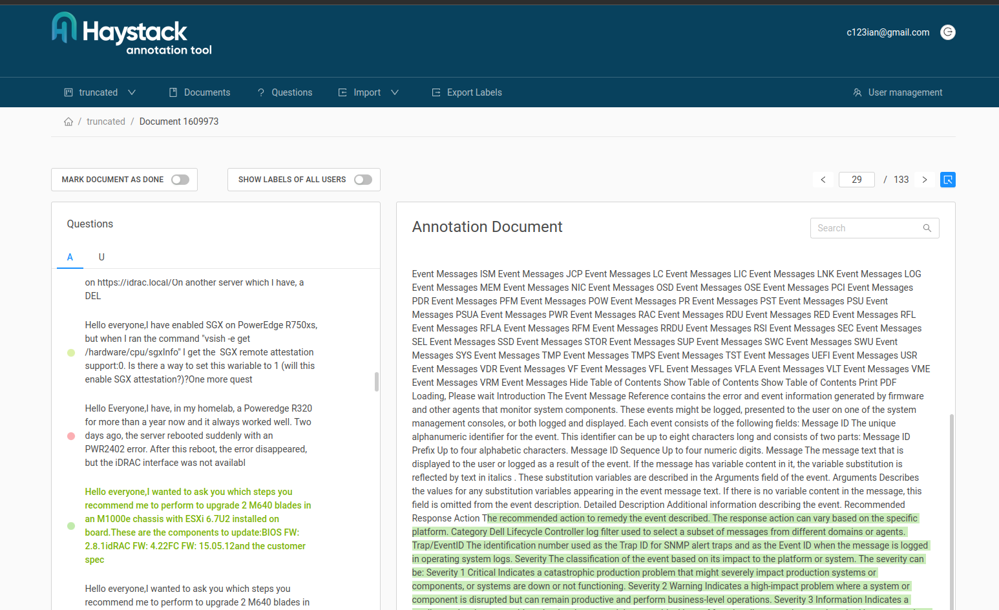 Haystack
annotation tool
c123ian@gmail.com
truncated
Documents
? Questions
Import
Export Labels
User management
/ truncated / Document 1609973
MARK DOCUMENT AS DONE
SHOW LABELS OF ALL USERS
< 29 / 133 >
Questions
A U
on https://idrac.local/On another server which I have, a
DEL
Hello everyone,I have enabled SGX on PowerEdge R750xs,
but when I ran the command "vsish -e get
/hardware/cpu/sgxInfo" I get the  SGX remote attestation
support:0. Is there a way to set this wariable to 1 (will this
enable SGX attestation?)?One more quest
Hello Everyone,I have, in my homelab, a Poweredge R320
for more than a year now and it always worked well. Two
days ago, the server rebooted suddenly with an
PWR2402 error. After this reboot, the error disappeared,
but the iDRAC interface was not availabl
Hello everyone,I wanted to ask you which steps you
recommend me to perform to upgrade 2 M640 blades in
an M1000e chassis with ESXi 6.7U2 installed on
board.These are the components to update:BIOS FW:
2.8.1idRAC FW: 4.22FC FW: 15.05.12and the customer
spec
Hello everyone,I wanted to ask you which steps you
recommend me to perform to upgrade 2 M640 blades in
Annotation Document
Search
Event Messages ISM Event Messages JCP Event Messages LC Event Messages LIC Event Messages LNK Event Messages LOG
Event Messages MEM Event Messages NIC Event Messages OSD Event Messages OSE Event Messages PCI Event Messages
PDR Event Messages PFM Event Messages POW Event Messages PR Event Messages PST Event Messages PSU Event
Messages PSUA Event Messages PWR Event Messages RAC Event Messages RDU Event Messages RED Event Messages RFL
Event Messages RFLA Event Messages RFM Event Messages RRDU Event Messages RSI Event Messages SEC Event Messages
SEL Event Messages SSD Event Messages STOR Event Messages SUP Event Messages SWC Event Messages SWU Event
Messages SYS Event Messages TMP Event Messages TMPS Event Messages TST Event Messages UEFI Event Messages USR
Event Messages VDR Event Messages VF Event Messages VFL Event Messages VFLA Event Messages VLT Event Messages VME
Event Messages VRM Event Messages Hide Table of Contents Show Table of Contents Show Table of Contents Print PDF
Loading, Please wait Introduction The Event Message Reference contains the error and event information generated by firmware
and other agents that monitor system components. These events might be logged, presented to the user on one of the system
management consoles, or both logged and displayed. Each event consists of the following fields: Message ID The unique
alphanumeric identifier for the event. This identifier can be up to eight characters long and consists of two parts: Message ID
Prefix Up to four alphabetic characters. Message ID Sequence Up to four numeric digits. Message The message text that is
displayed to the user or logged as a result of the event. If the message has variable content in it, the variable substitution is
reflected by text in italics . These substitution variables are described in the Arguments field of the event. Arguments Describes
the values for any substitution variables appearing in the event message text. If there is no variable content in the message, this
field is omitted from the event description. Detailed Description Additional information describing the event. Recommended
Response Action The recommended action to remedy the event described. The response action can vary based on the specific
platform. Category Dell Lifecycle Controller log filter used to select a subset of messages from different domains or agents.
Trap/EventID The identification number used as the Trap ID for SNMP alert traps and as the Event ID when the message is logged
in operating system logs. Severity The classification of the event based on its impact to the platform or system. The severity can
be: Severity 1 Critical Indicates a catastrophic production problem that might severely impact production systems or
components, or systems are down or not functioning. Severity 2 Warning Indicates a high-impact problem where a system or
component is disrupted but can remain productive and perform business-level operations. Severity 3 Information Indicates a